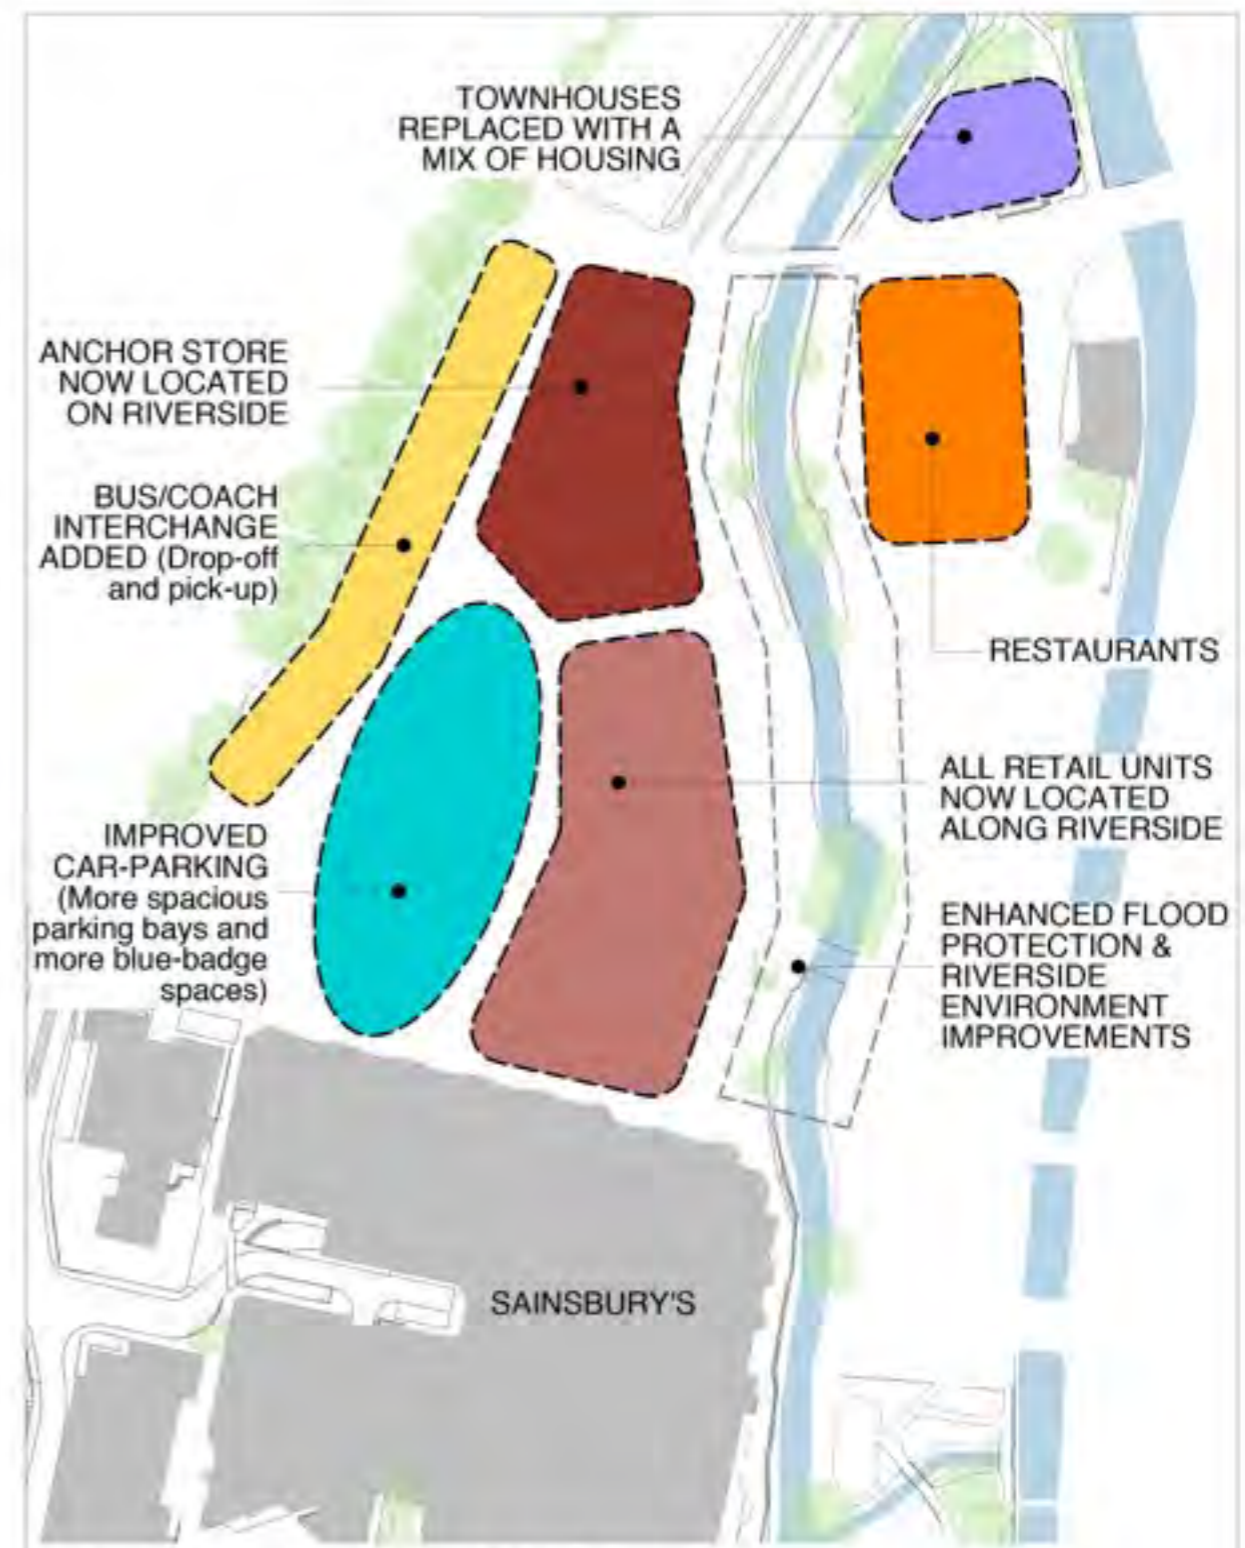 TOWNHOUSES
REPLACED WITH A
MIX OF HOUSING
ANCHOR STORE
NOW LOCATED
ON RIVERSIDE
BUS/COACH
INTERCHANGE
ADDED (Drop-off
and pick-up)
RESTAURANTS
ALL RETAIL UNITS
NOW LOCATED
ALONG RIVERSIDE
IMPROVED
CAR-PARKING
(More spacious
parking bays and
more blue-badge
spaces)
ENHANCED FLOOD
PROTECTION &
RIVERSIDE
ENVIRONMENT
IMPROVEMENTS
SAINSBURY'S